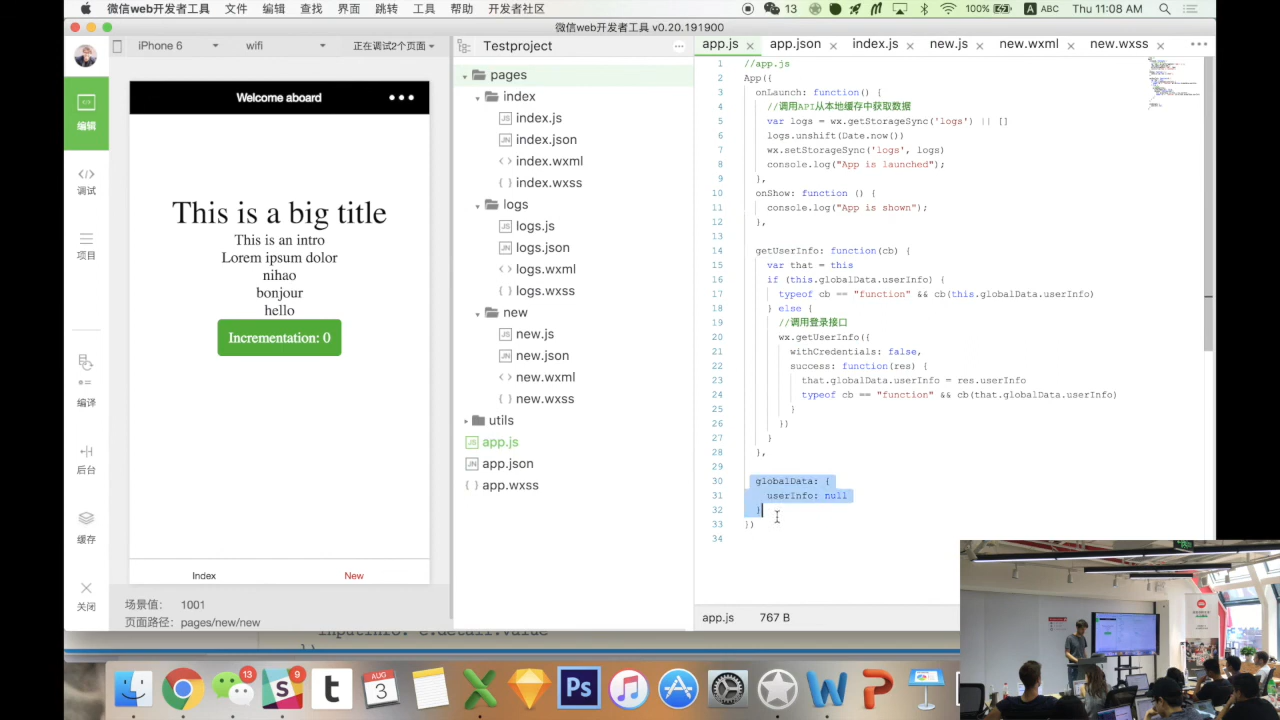 微信web开发者工具 文件 编辑 查找 界面 跳转 工具 帮助 开发者社区 13 100% A ABC Thu 11:08 AM
微信web开发者工具 v0.20.191900
iPhone 6 wifi 正在调试2个页面
Testproject
app.js app.json index.js new.js new.wxml new.wxss
编辑
调试
项目
编译
后台
缓存
关闭
Welcome aboard
This is a big title
This is an intro
Lorem ipsum dolor
nihao
bonjour
hello
Incrementation: 0
Index New
场景值: 1001
页面路径: pages/new/new
pages
index
index.js
index.json
index.wxml
index.wxss
logs
logs.js
logs.json
logs.wxml
logs.wxss
new
new.js
new.json
new.wxml
new.wxss
utils
app.js
app.json
app.wxss
1 //app.js
2 App({
3 onLaunch: function() {
4 //调用API从本地缓存中获取数据
5 var logs = wx.getStorageSync('logs') || []
6 logs.unshift(Date.now())
7 wx.setStorageSync('logs', logs)
8 console.log("App is launched");
9 },
10 onShow: function () {
11 console.log("App is shown");
12 },
13
14 getUserInfo: function(cb) {
15 var that = this
16 if (this.globalData.userInfo) {
17 typeof cb == "function" && cb(this.globalData.userInfo)
18 } else {
19 //调用登录接口
20 wx.getUserInfo({
21 withCredentials: false,
22 success: function(res) {
23 that.globalData.userInfo = res.userInfo
24 typeof cb == "function" && cb(that.globalData.userInfo)
25 }
26 })
27 }
28 },
29
30 globalData: {
31 userInfo: null
32 }
33 })
34
app.js 767 B
inputInfo: e.detail.value
})
13
9
AUG
3
Ps